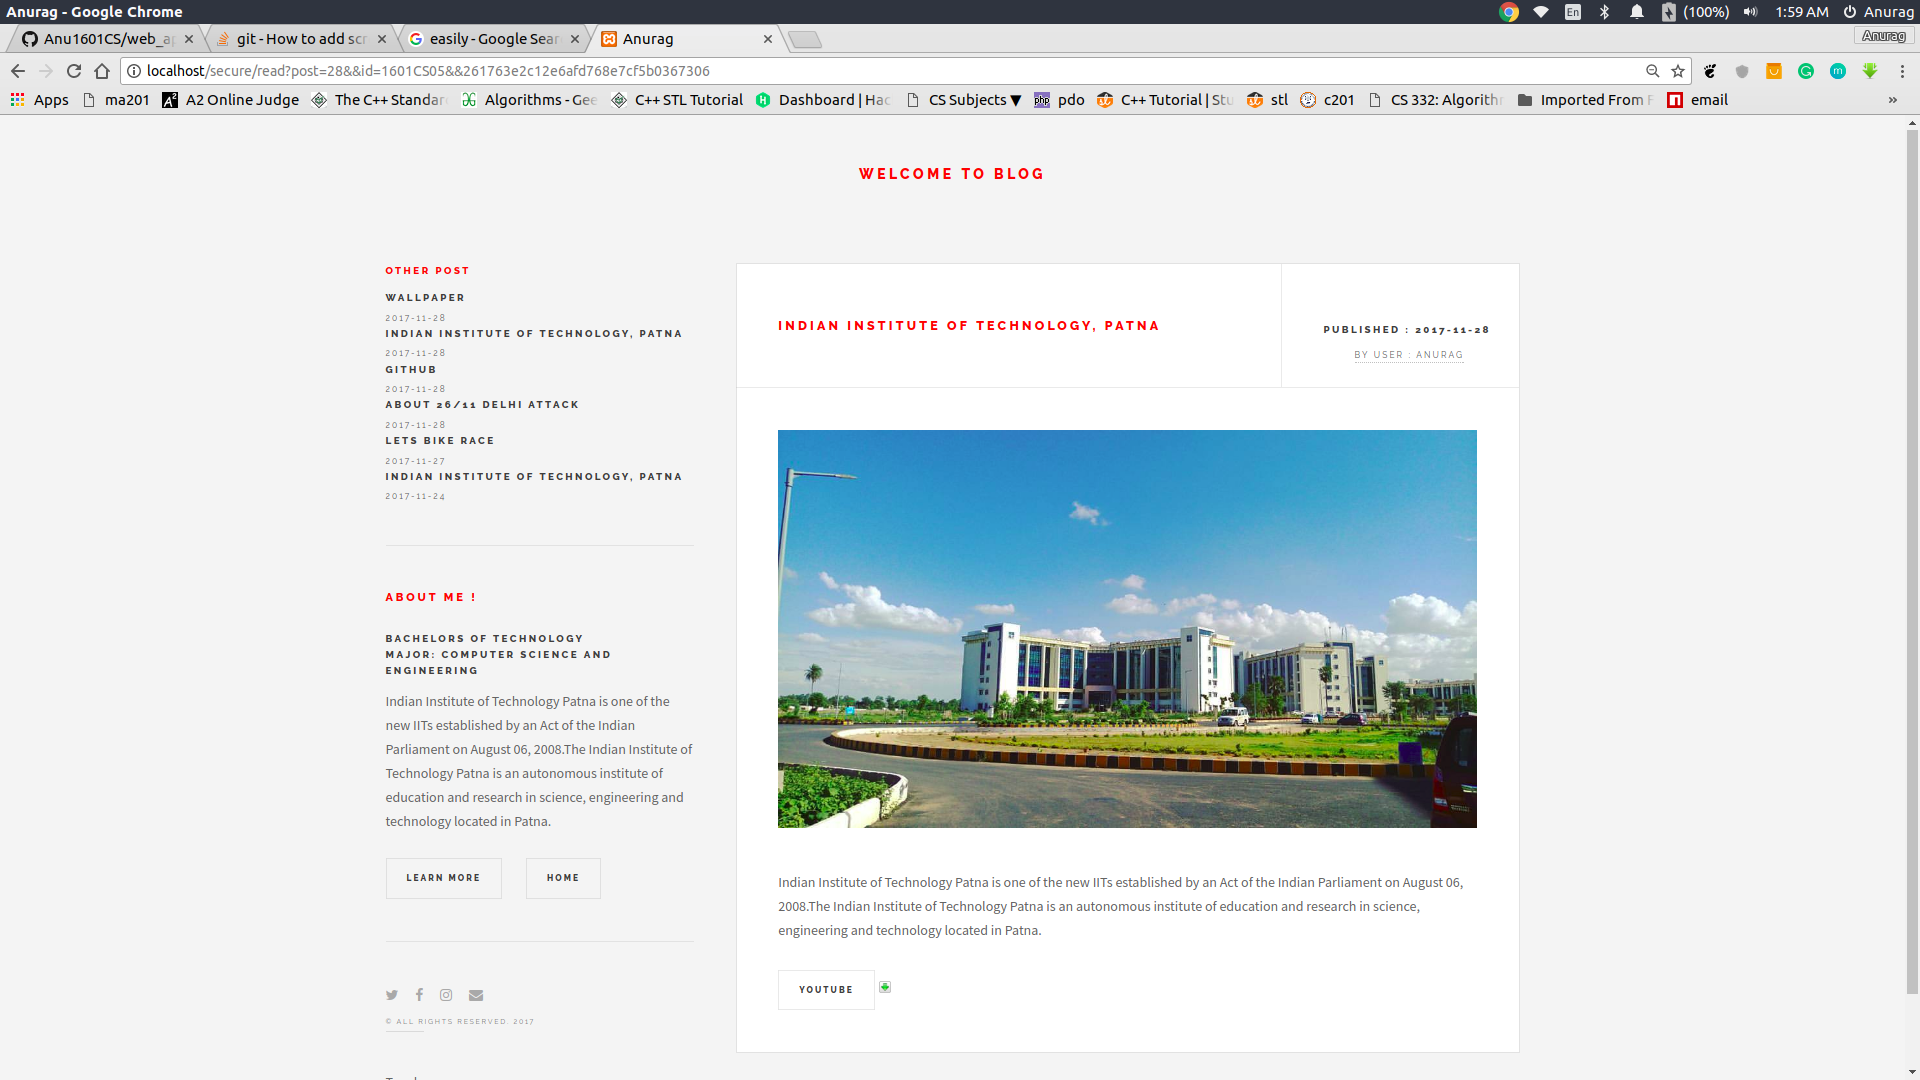 Anurag - Google Chrome
En
(100%)
1:59 AM
Anurag
Anu1601CS/web_ap
git - How to add scr
easily - Google Sear
Anurag
Anurag
localhost/secure/read?post=28&&id=1601CS05&&261763e2c12e6afd768e7cf5b0367306
Apps
ma201
A2 Online Judge
The C++ Standar
Algorithms - Gee
C++ STL Tutorial
Dashboard | Hac
CS Subjects ▼
pdo
C++ Tutorial | Stu
stl
c201
CS 332: Algorith
Imported From F
email
»
WELCOME TO BLOG
OTHER POST
WALLPAPER
2017-11-28
INDIAN INSTITUTE OF TECHNOLOGY, PATNA
2017-11-28
GITHUB
2017-11-28
ABOUT 26/11 DELHI ATTACK
2017-11-28
LETS BIKE RACE
2017-11-27
INDIAN INSTITUTE OF TECHNOLOGY, PATNA
2017-11-24
ABOUT ME !
BACHELORS OF TECHNOLOGY
MAJOR: COMPUTER SCIENCE AND
ENGINEERING
Indian Institute of Technology Patna is one of the
new IITs established by an Act of the Indian
Parliament on August 06, 2008.The Indian Institute of
Technology Patna is an autonomous institute of
education and research in science, engineering and
technology located in Patna.
LEARN MORE
HOME
© ALL RIGHTS RESERVED. 2017
INDIAN INSTITUTE OF TECHNOLOGY, PATNA
PUBLISHED : 2017-11-28
BY USER : ANURAG
Indian Institute of Technology Patna is one of the new IITs established by an Act of the Indian Parliament on August 06,
2008.The Indian Institute of Technology Patna is an autonomous institute of education and research in science,
engineering and technology located in Patna.
YOUTUBE